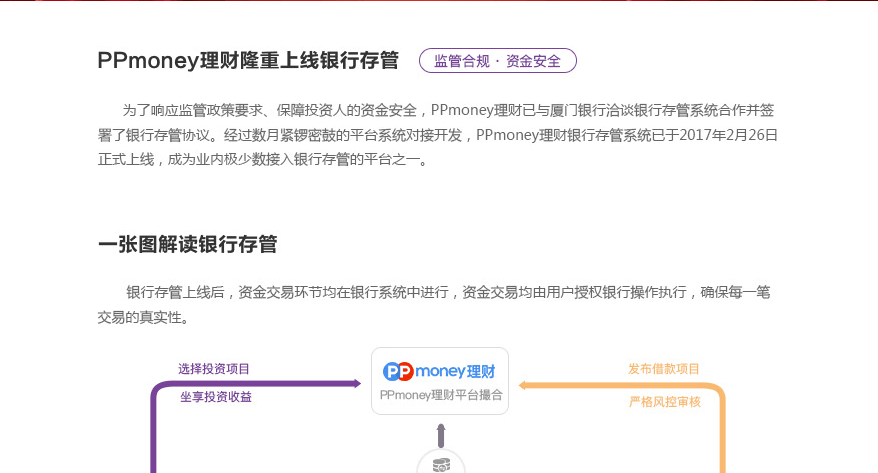 PPmoney理财隆重上线银行存管 监管合规 · 资金安全
为了响应监管政策要求、保障投资人的资金安全，PPmoney理财已与厦门银行洽谈银行存管系统合作并签
署了银行存管协议。经过数月紧锣密鼓的平台系统对接开发，PPmoney理财银行存管系统已于2017年2月26日
正式上线，成为业内极少数接入银行存管的平台之一。
一张图解读银行存管
银行存管上线后，资金交易环节均在银行系统中进行，资金交易均由用户授权银行操作执行，确保每一笔
交易的真实性。
选择投资项目 PPmoney理财 发布借款项目
坐享投资收益 PPmoney理财平台撮合 严格风控审核